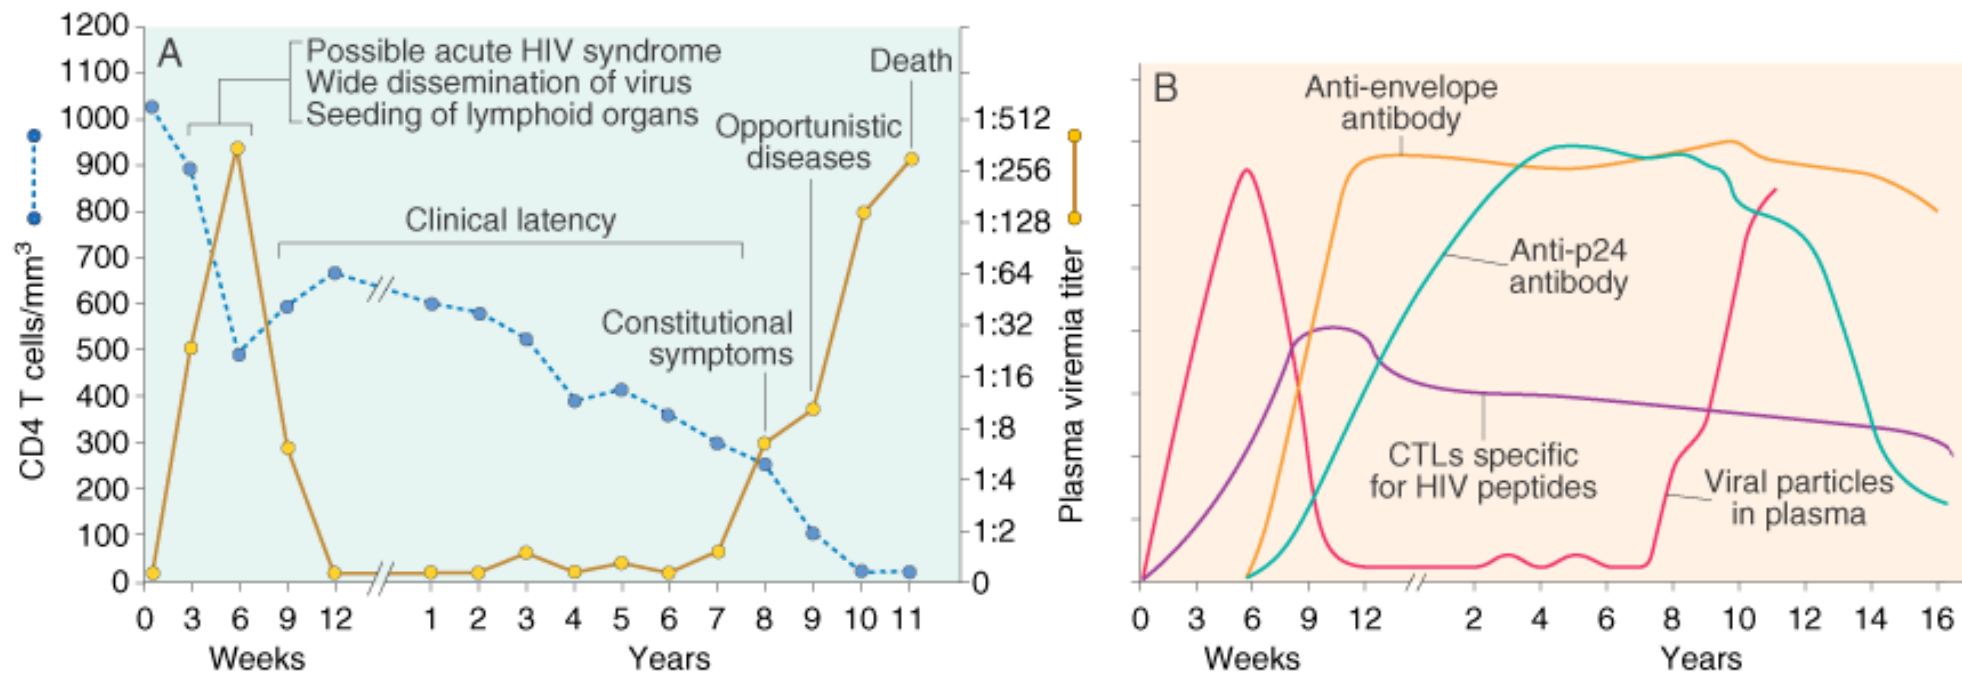 A
Possible acute HIV syndrome
Wide dissemination of virus
Seeding of lymphoid organs
Death
Opportunistic
diseases
Clinical latency
Constitutional
symptoms
CD4 T cells/mm³
1200
1100
1000
900
800
700
600
500
400
300
200
100
0
1:512
1:256
1:128
1:64
1:32
1:16
1:8
1:4
1:2
0
Plasma viremia titer
0 3 6 9 12 1 2 3 4 5 6 7 8 9 10 11
Weeks Years
B
Anti-envelope
antibody
Anti-p24
antibody
CTLs specific
for HIV peptides
Viral particles
in plasma
0 3 6 9 12 2 4 6 8 10 12 14 16
Weeks Years